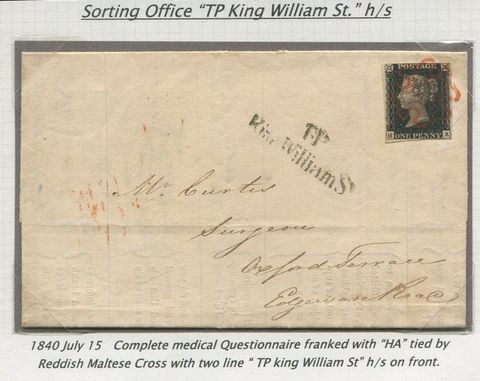 Sorting Office “TP King William St.” h/s
POSTAGE
H A
ONE PENNY
TP
King William St
Mr. Curtis
Surgeon
Oxford Terrace
Edgeware Road
1840 July 15 Complete medical Questionnaire franked with “HA” tied by
Reddish Maltese Cross with two line “ TP king William St” h/s on front.